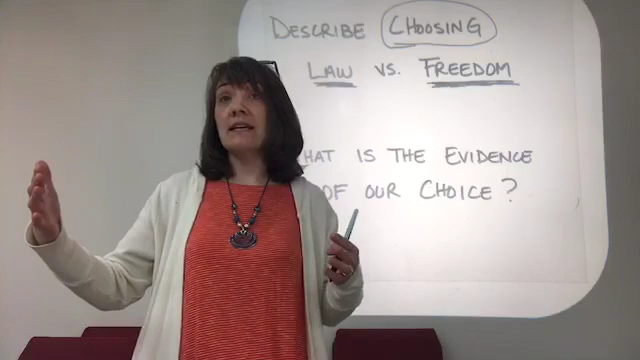 DESCRIBE CHOOSING
LAW VS. FREEDOM
HAT IS THE EVIDENCE
OF OUR CHOICE?